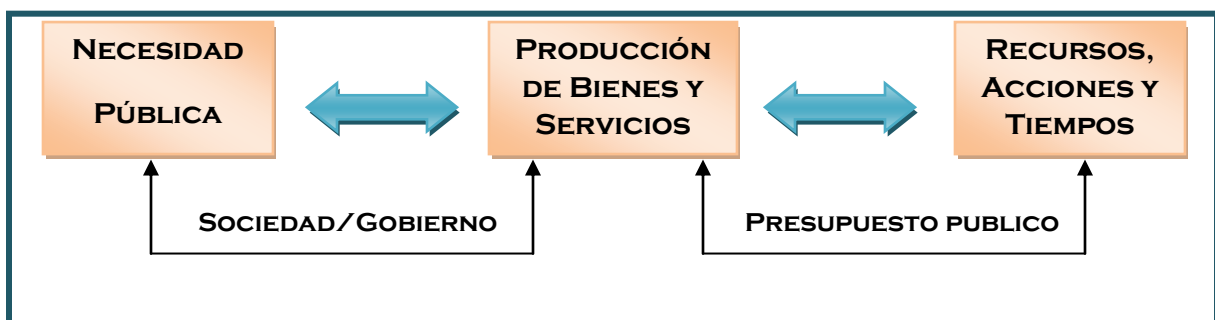 NECESIDAD
PÚBLICA
PRODUCCIÓN
DE BIENES Y
SERVICIOS
RECURSOS,
ACCIONES Y
TIEMPOS
SOCIEDAD/GOBIERNO
PRESUPUESTO PUBLICO